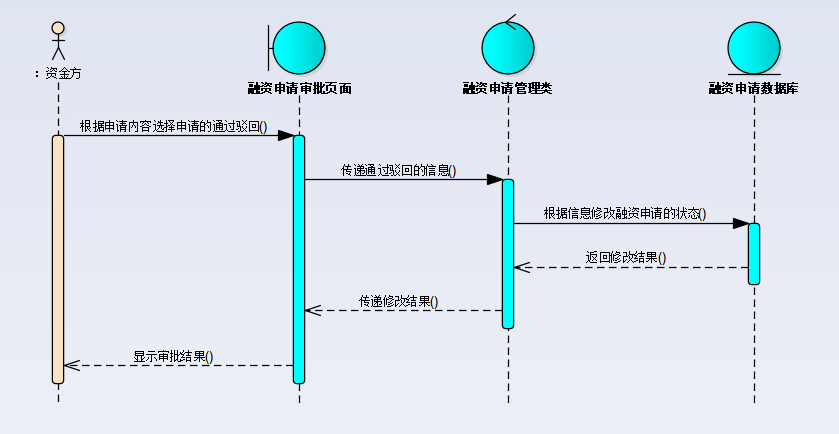 ：资金方
融资申请审批页面
融资申请管理类
融资申请数据库
根据申请内容选择申请的通过驳回()
传递通过驳回的信息()
根据信息修改融资申请的状态()
返回修改结果()
传递修改结果()
显示审批结果()